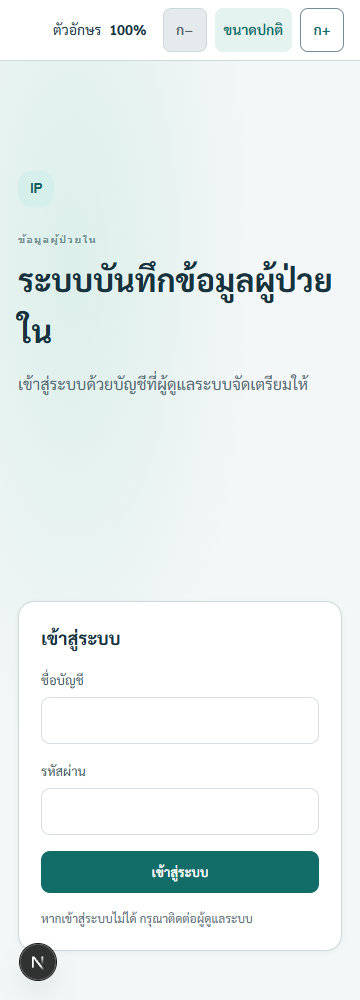 ตัวอักษร 100% ก− ขนาดปกติ ก+
IP
ข้อมูลผู้ป่วยใน
ระบบบันทึกข้อมูลผู้ป่วย
ใน
เข้าสู่ระบบด้วยบัญชีที่ผู้ดูแลระบบจัดเตรียมให้
เข้าสู่ระบบ
ชื่อบัญชี
รหัสผ่าน
เข้าสู่ระบบ
หากเข้าสู่ระบบไม่ได้ กรุณาติดต่อผู้ดูแลระบบ
N